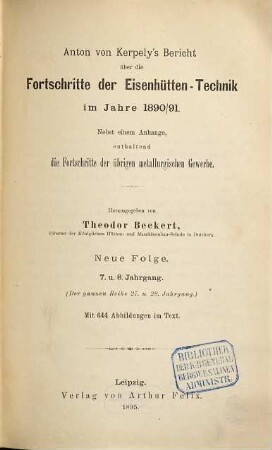 Anton von Kerpely's Bericht
über die
Fortschritte der Eisenhütten-Technik
im Jahre 1890/91.
Nebst einem Anhange,
enthaltend
die Fortschritte der übrigen metallurgischen Gewerbe.
Herausgegeben von
Theodor Beckert,
Director der Königlichen Hütten- und Maschinenbau-Schule in Duisburg.
Neue Folge.
7. u. 8. Jahrgang.
(Der ganzen Reihe 27. u. 28. Jahrgang.)
Mit 644 Abbildungen im Text.
BIBLIOTHEK
ADMINISTR.
Leipzig.
Verlag von Arthur Felix.
1895.